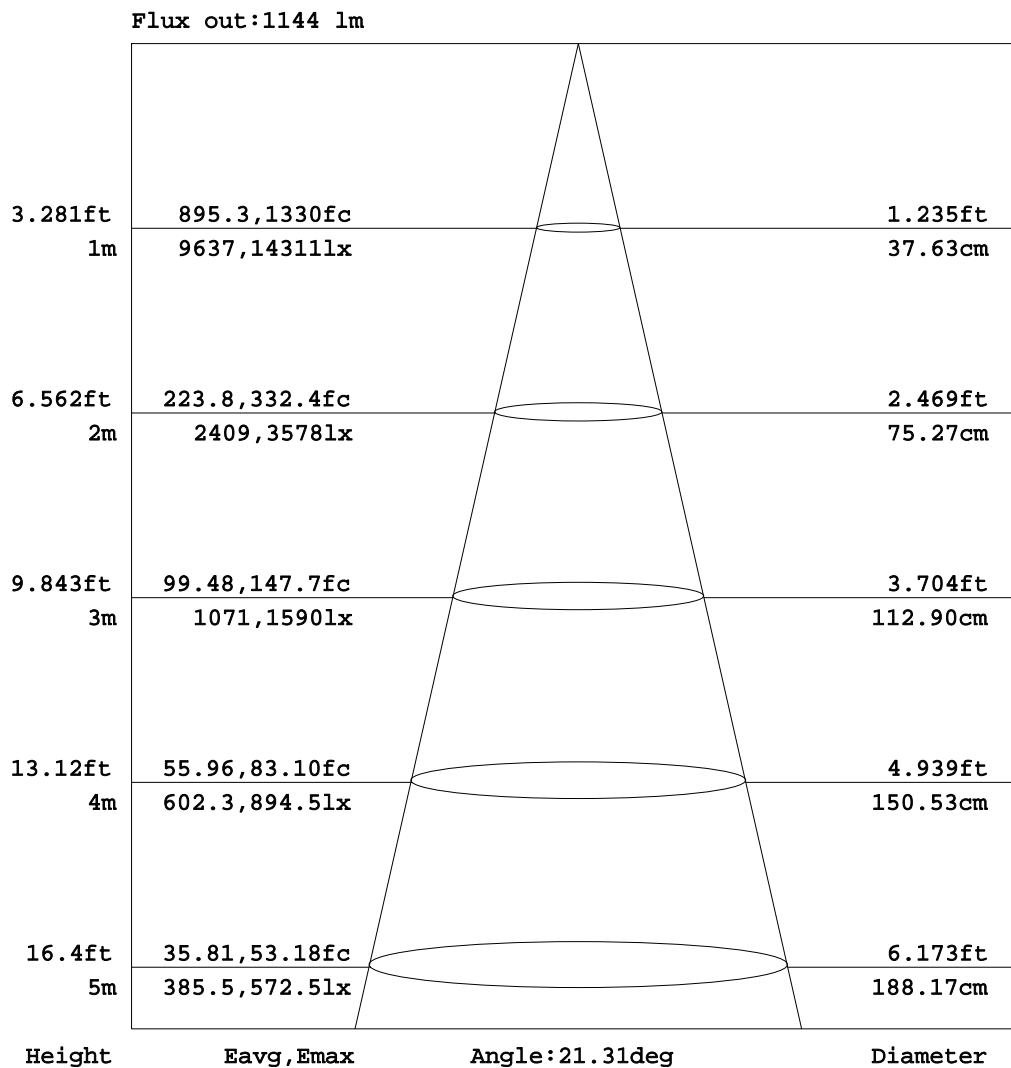 Flux out:1144 lm
3.281ft 895.3,1330fc 1.235ft
1m 9637,14311lx 37.63cm
6.562ft 223.8,332.4fc 2.469ft
2m 2409,3578lx 75.27cm
9.843ft 99.48,147.7fc 3.704ft
3m 1071,1590lx 112.90cm
13.12ft 55.96,83.10fc 4.939ft
4m 602.3,894.5lx 150.53cm
16.4ft 35.81,53.18fc 6.173ft
5m 385.5,572.5lx 188.17cm
Height Eavg,Emax Angle:21.31deg Diameter